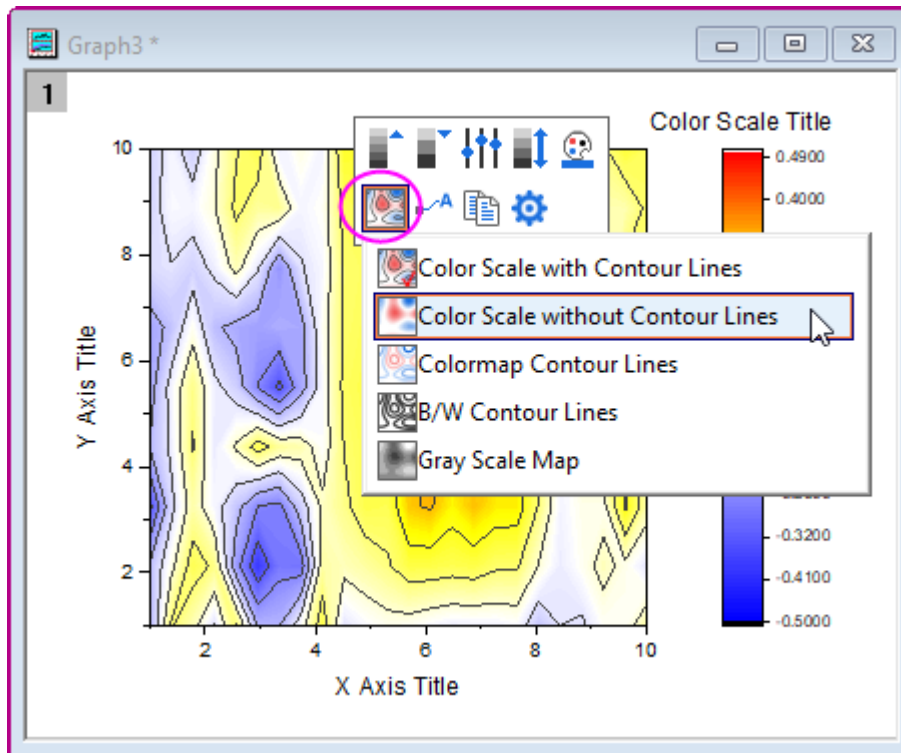 Graph3 *
1
Color Scale Title
10
8
6
4
2
Y Axis Title
2
4
6
8
10
X Axis Title
A
0.4900
0.4000
-0.3200
-0.4100
-0.5000
Color Scale with Contour Lines
Color Scale without Contour Lines
Colormap Contour Lines
B/W Contour Lines
Gray Scale Map